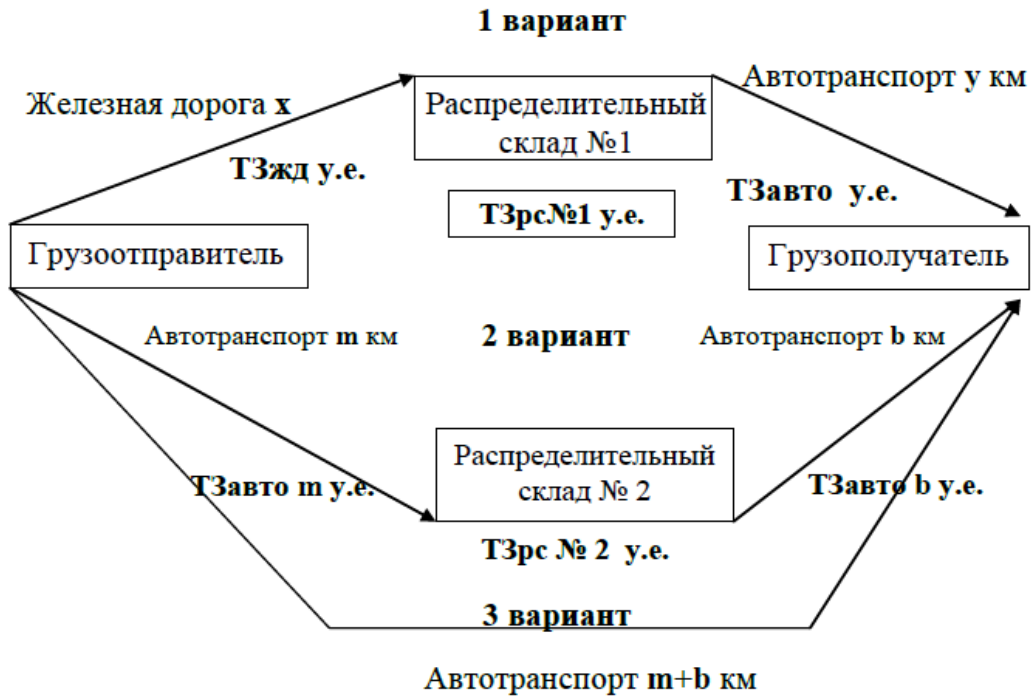 1 вариант
Железная дорога x
Распределительный
склад №1
Автотранспорт y км
ТЗжд у.е.
ТЗрс№1 у.е.
ТЗавто у.е.
Грузоотправитель
Грузополучатель
Автотранспорт m км
2 вариант
Автотранспорт b км
Распределительный
склад № 2
ТЗавто m у.е.
ТЗавто b у.е.
ТЗрс № 2 у.е.
3 вариант
Автотранспорт m+b км